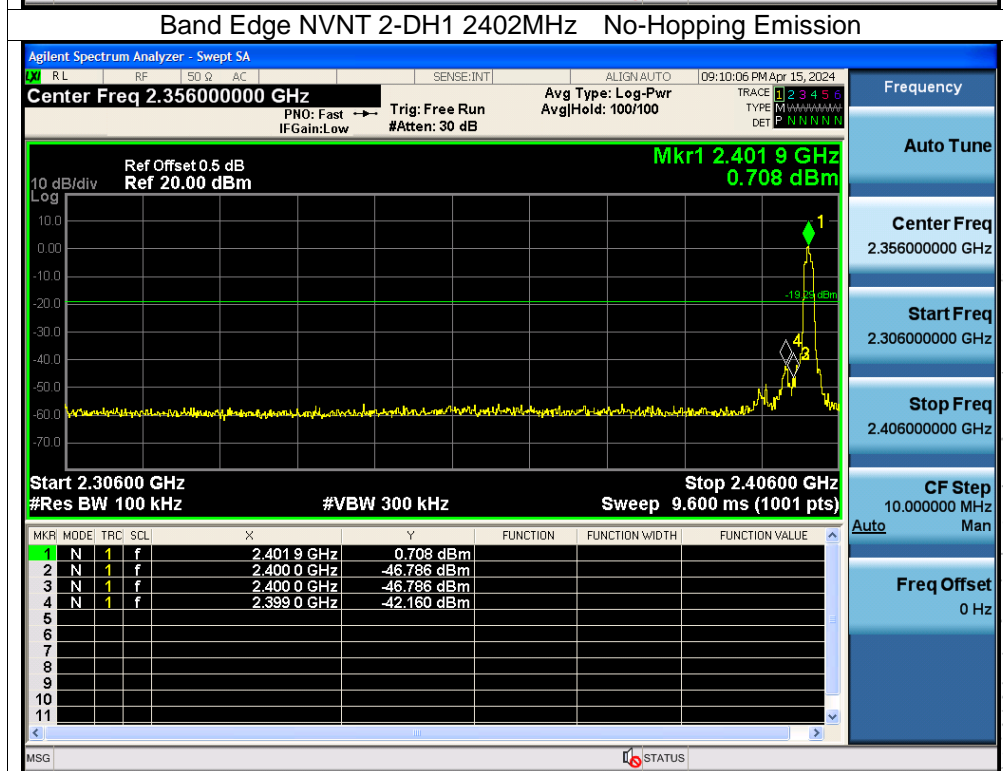 Band Edge NVNT 2-DH1 2402MHz No-Hopping Emission
Agilent Spectrum Analyzer - Swept SA
LXI RL RF 50 Ω AC SENSE:INT ALIGN AUTO 09:10:06 PM Apr 15, 2024
Center Freq 2.356000000 GHz
PNO: Fast
IFGain:Low
Trig: Free Run
#Atten: 30 dB
Avg Type: Log-Pwr
Avg|Hold: 100/100
TRACE 1 2 3 4 5 6
TYPE M WWWWW
DET P N N N N N
Frequency
Auto Tune
Center Freq
2.356000000 GHz
Start Freq
2.306000000 GHz
Stop Freq
2.406000000 GHz
CF Step
10.000000 MHz
Auto Man
Freq Offset
0 Hz
Mkr1 2.401 9 GHz
0.708 dBm
Ref Offset 0.5 dB
10 dB/div Ref 20.00 dBm
Log
10.0
0.00
-10.0
-20.0
-30.0
-40.0
-50.0
-60.0
-70.0
1
-19.29 dBm
4
3
Start 2.30600 GHz Stop 2.40600 GHz
#Res BW 100 kHz #VBW 300 kHz Sweep 9.600 ms (1001 pts)
MKR MODE TRC SCL X Y FUNCTION FUNCTION WIDTH FUNCTION VALUE
1 N 1 f 2.401 9 GHz 0.708 dBm
2 N 1 f 2.400 0 GHz -46.786 dBm
3 N 1 f 2.400 0 GHz -46.786 dBm
4 N 1 f 2.399 0 GHz -42.160 dBm
5
6
7
8
9
10
11
MSG STATUS